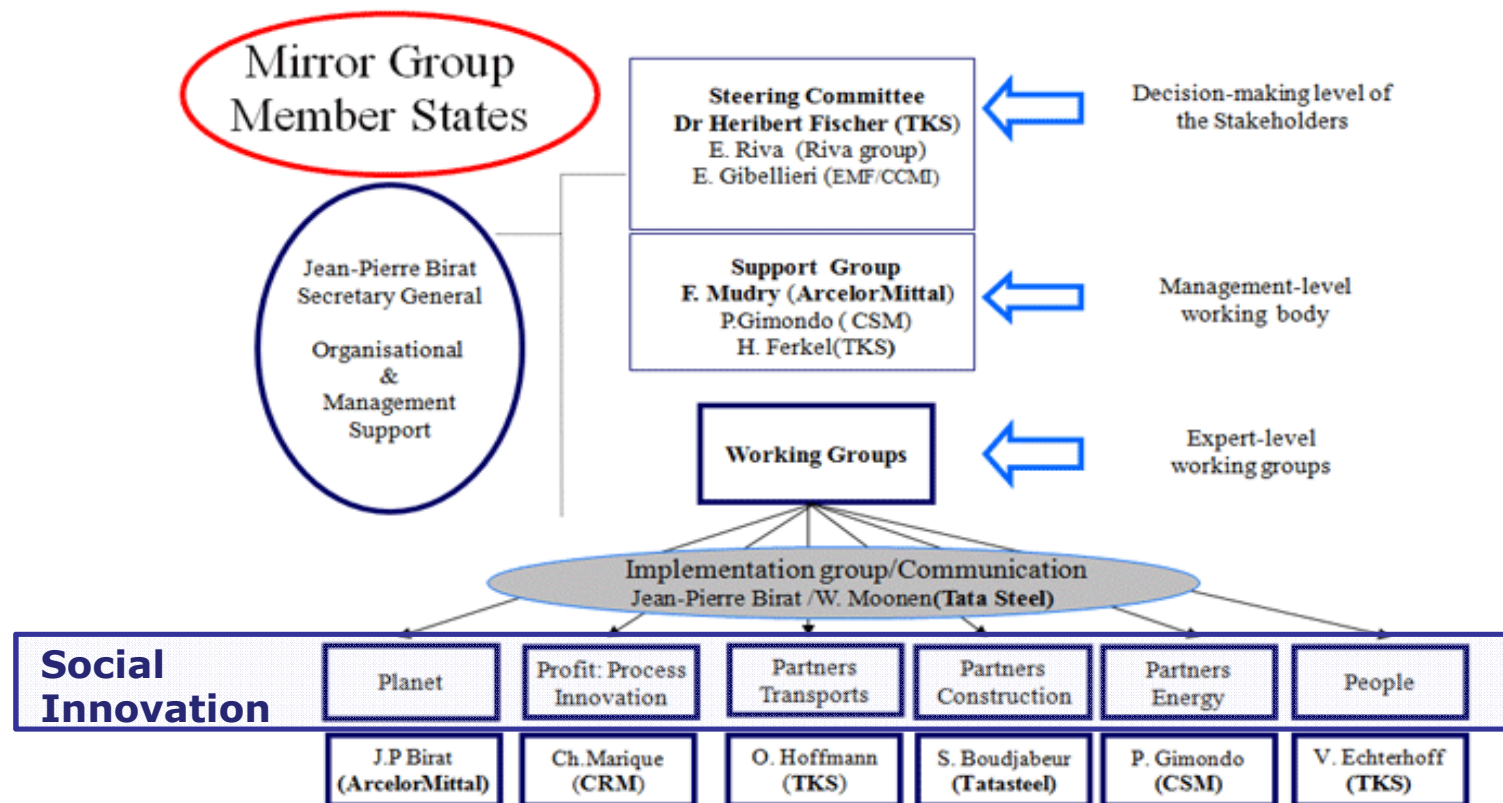 Mirror Group
Member States
Steering Committee
Dr Heribert Fischer (TKS)
E. Riva (Riva group)
E. Gibellieri (EMF/CCMI)
Decision-making level of
the Stakeholders
Jean-Pierre Birat
Secretary General
Organisational
&
Management
Support
Support Group
F. Mudry (ArcelorMittal)
P.Gimondo ( CSM)
H. Ferkel(TKS)
Management-level
working body
Working Groups
Expert-level
working groups
Implementation group/Communication
Jean-Pierre Birat /W. Moonen(Tata Steel)
Social
Innovation
Planet
Profit: Process
Innovation
Partners
Transports
Partners
Construction
Partners
Energy
People
J.P Birat
(ArcelorMittal)
Ch.Marique
(CRM)
O. Hoffmann
(TKS)
S. Boudjabeur
(Tatasteel)
P. Gimondo
(CSM)
V. Echterhoff
(TKS)